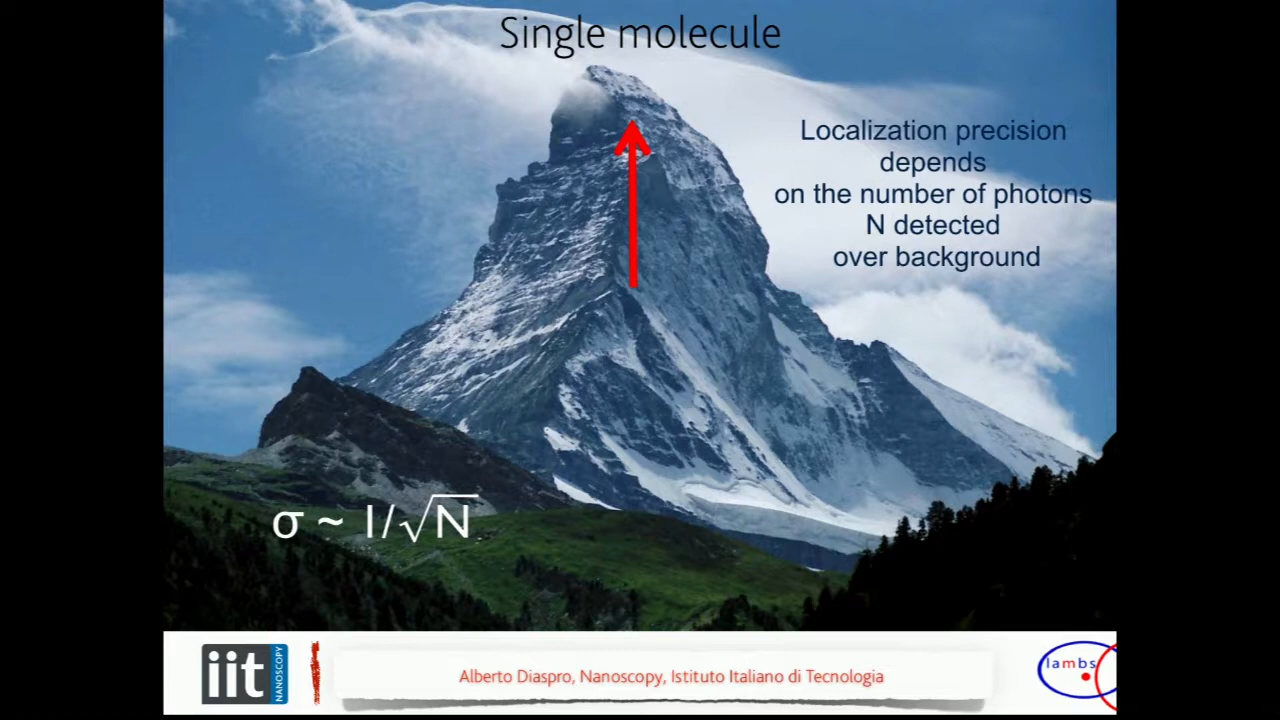 Single molecule
Localization precision
depends
on the number of photons
N detected
over background
σ ~ 1/√N
iit
NANOSCOPY
Alberto Diaspro, Nanoscopy, Istituto Italiano di Tecnologia
lambs